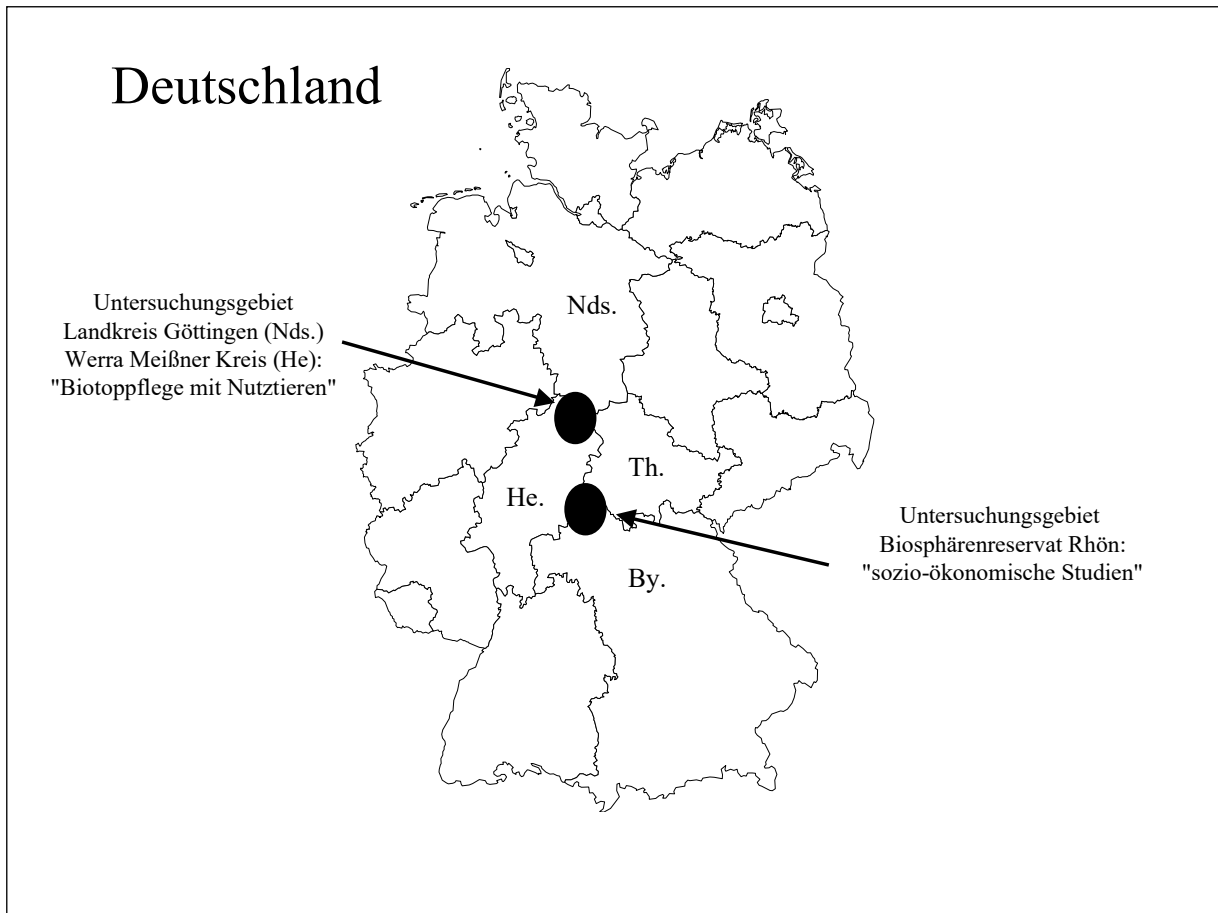 Deutschland
Nds.
Untersuchungsgebiet
Landkreis Göttingen (Nds.)
Werra Meißner Kreis (He):
"Biotoppflege mit Nutztieren"
Th.
He.
Untersuchungsgebiet
Biosphärenreservat Rhön:
"sozio-ökonomische Studien"
By.